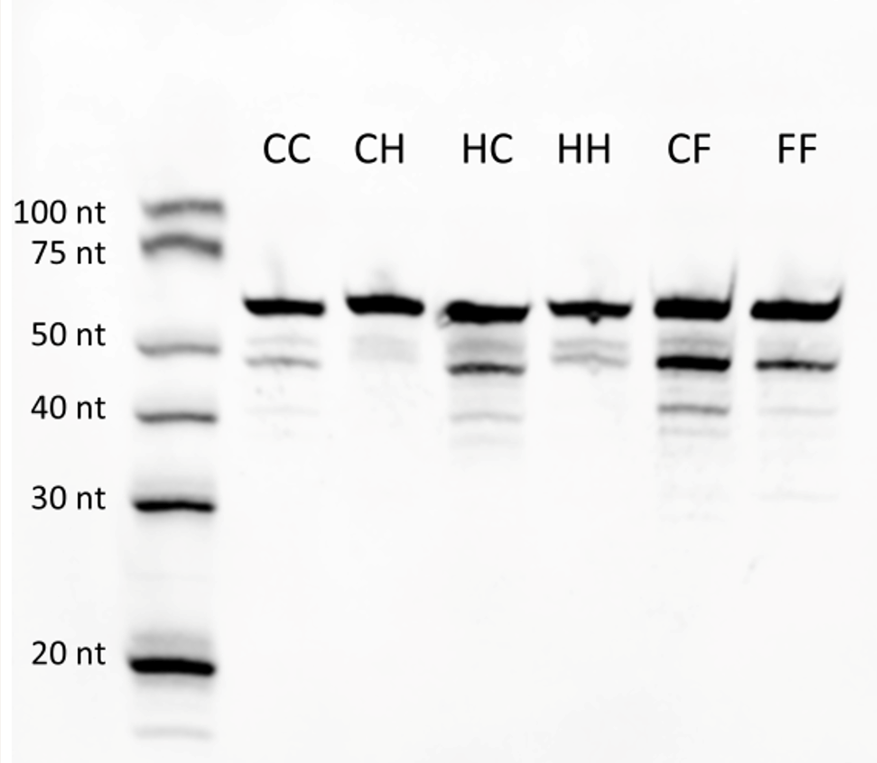 CC CH HC HH CF FF
100 nt
75 nt
50 nt
40 nt
30 nt
20 nt